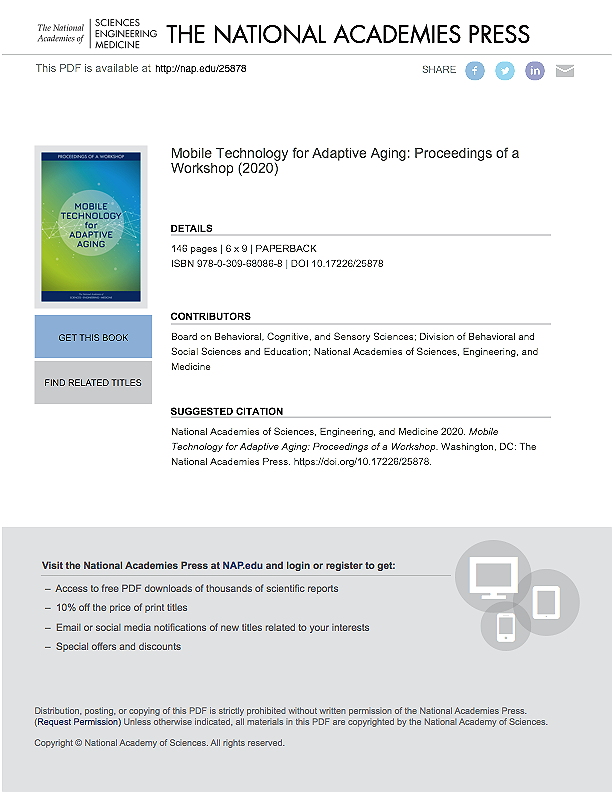 The National
Academies of
SCIENCES
ENGINEERING
MEDICINE
THE NATIONAL ACADEMIES PRESS
This PDF is available at http://nap.edu/25878
SHARE
PROCEEDINGS OF A WORKSHOP
MOBILE
TECHNOLOGY
for
ADAPTIVE
AGING
The National Academies of
SCIENCES · ENGINEERING · MEDICINE
GET THIS BOOK
FIND RELATED TITLES
Mobile Technology for Adaptive Aging: Proceedings of a
Workshop (2020)
DETAILS
146 pages | 6 x 9 | PAPERBACK
ISBN 978-0-309-68086-8 | DOI 10.17226/25878
CONTRIBUTORS
Board on Behavioral, Cognitive, and Sensory Sciences; Division of Behavioral and
Social Sciences and Education; National Academies of Sciences, Engineering, and
Medicine
SUGGESTED CITATION
National Academies of Sciences, Engineering, and Medicine 2020. Mobile
Technology for Adaptive Aging: Proceedings of a Workshop. Washington, DC: The
National Academies Press. https://doi.org/10.17226/25878.
Visit the National Academies Press at NAP.edu and login or register to get:
– Access to free PDF downloads of thousands of scientific reports
– 10% off the price of print titles
– Email or social media notifications of new titles related to your interests
– Special offers and discounts
Distribution, posting, or copying of this PDF is strictly prohibited without written permission of the National Academies Press.
(Request Permission) Unless otherwise indicated, all materials in this PDF are copyrighted by the National Academy of Sciences.
Copyright © National Academy of Sciences. All rights reserved.